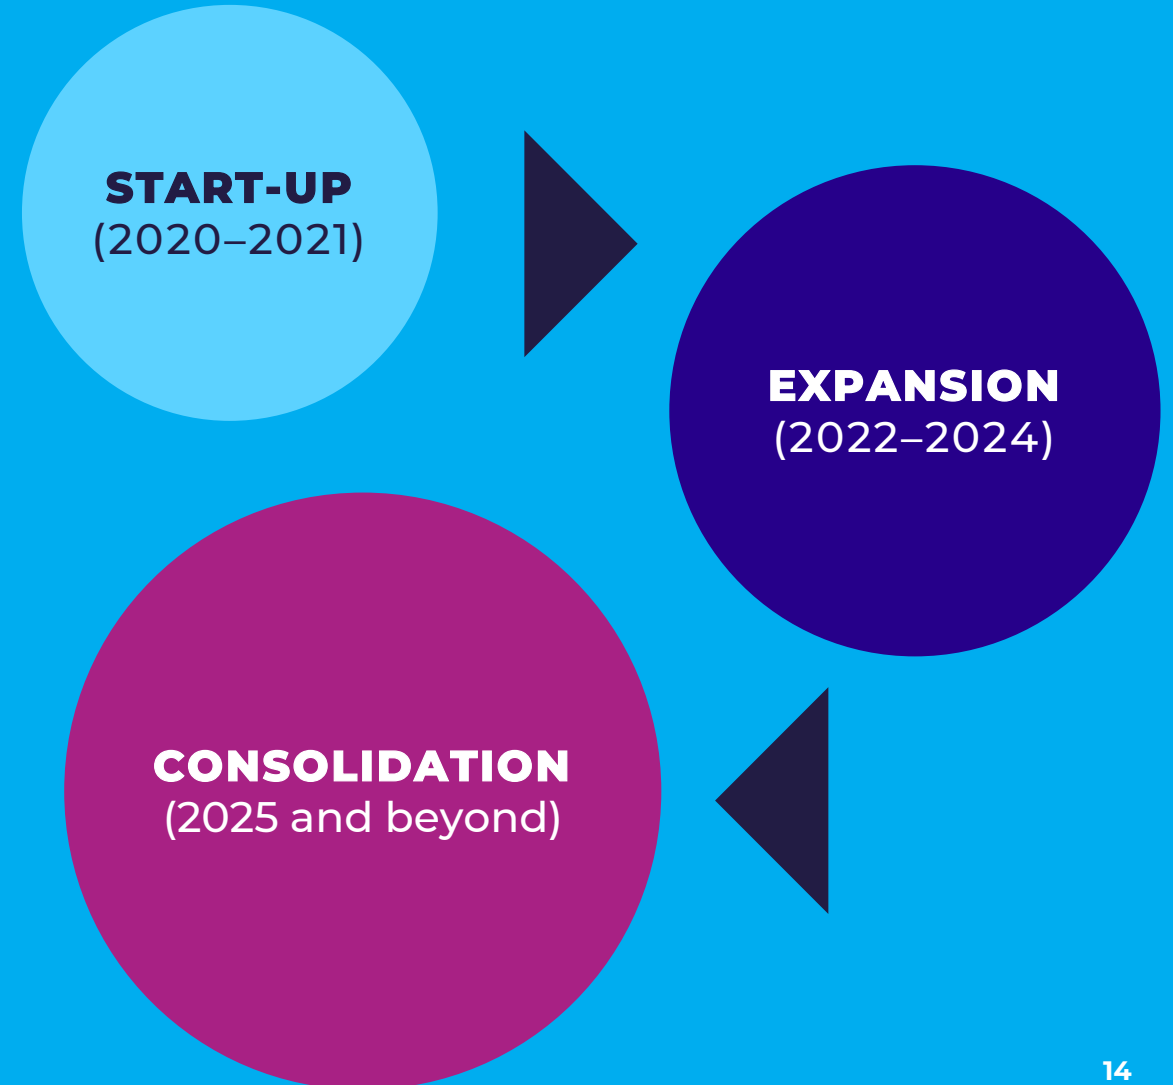 START-UP
(2020–2021)
EXPANSION
(2022–2024)
CONSOLIDATION
(2025 and beyond)
14